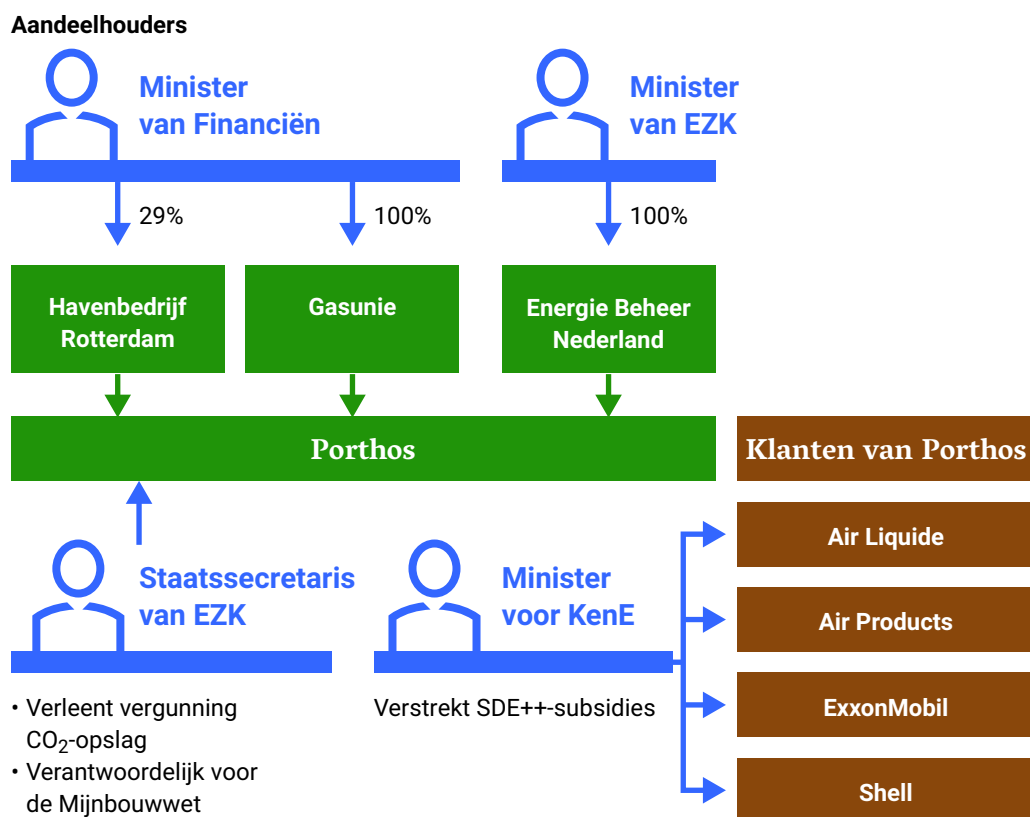 Aandeelhouders
Minister
van Financiën
Minister
van EZK
29%
100%
100%
Havenbedrijf
Rotterdam
Gasunie
Energie Beheer
Nederland
Porthos
Klanten van Porthos
Air Liquide
Air Products
ExxonMobil
Shell
Staatssecretaris
van EZK
• Verleent vergunning
CO₂-opslag
• Verantwoordelijk voor
de Mijnbouwwet
Minister
voor KenE
Verstrekt SDE++-subsidies